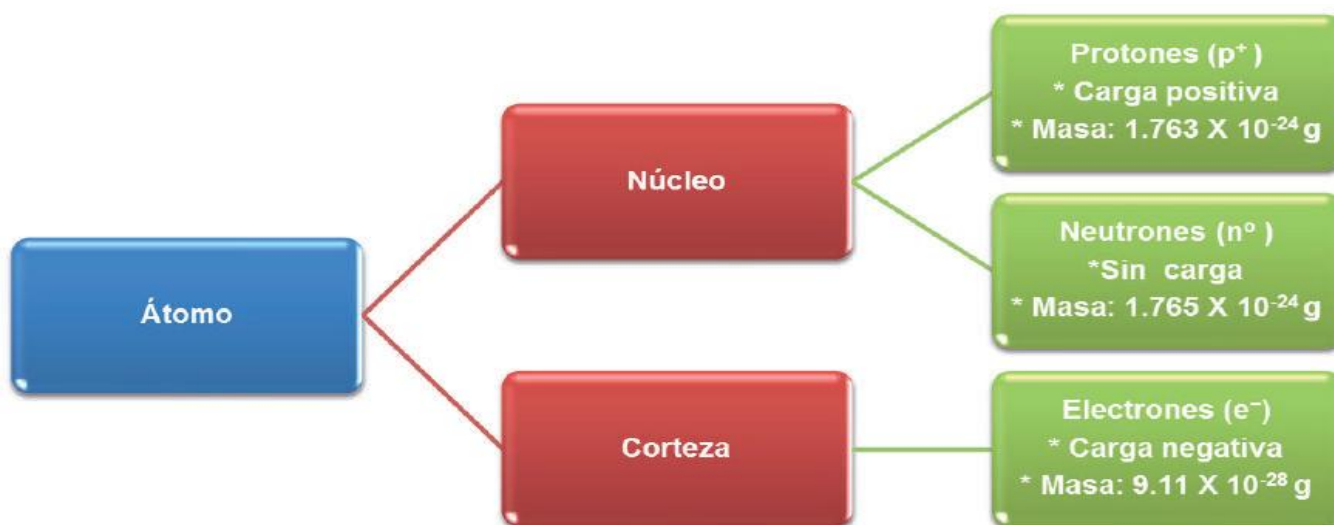 Átomo
Núcleo
Corteza
Protones (p⁺ )
* Carga positiva
* Masa: 1.763 X 10⁻²⁴ g
Neutrones (nº )
*Sin carga
* Masa: 1.765 X 10⁻²⁴ g
Electrones (e⁻)
* Carga negativa
* Masa: 9.11 X 10⁻²⁸ g